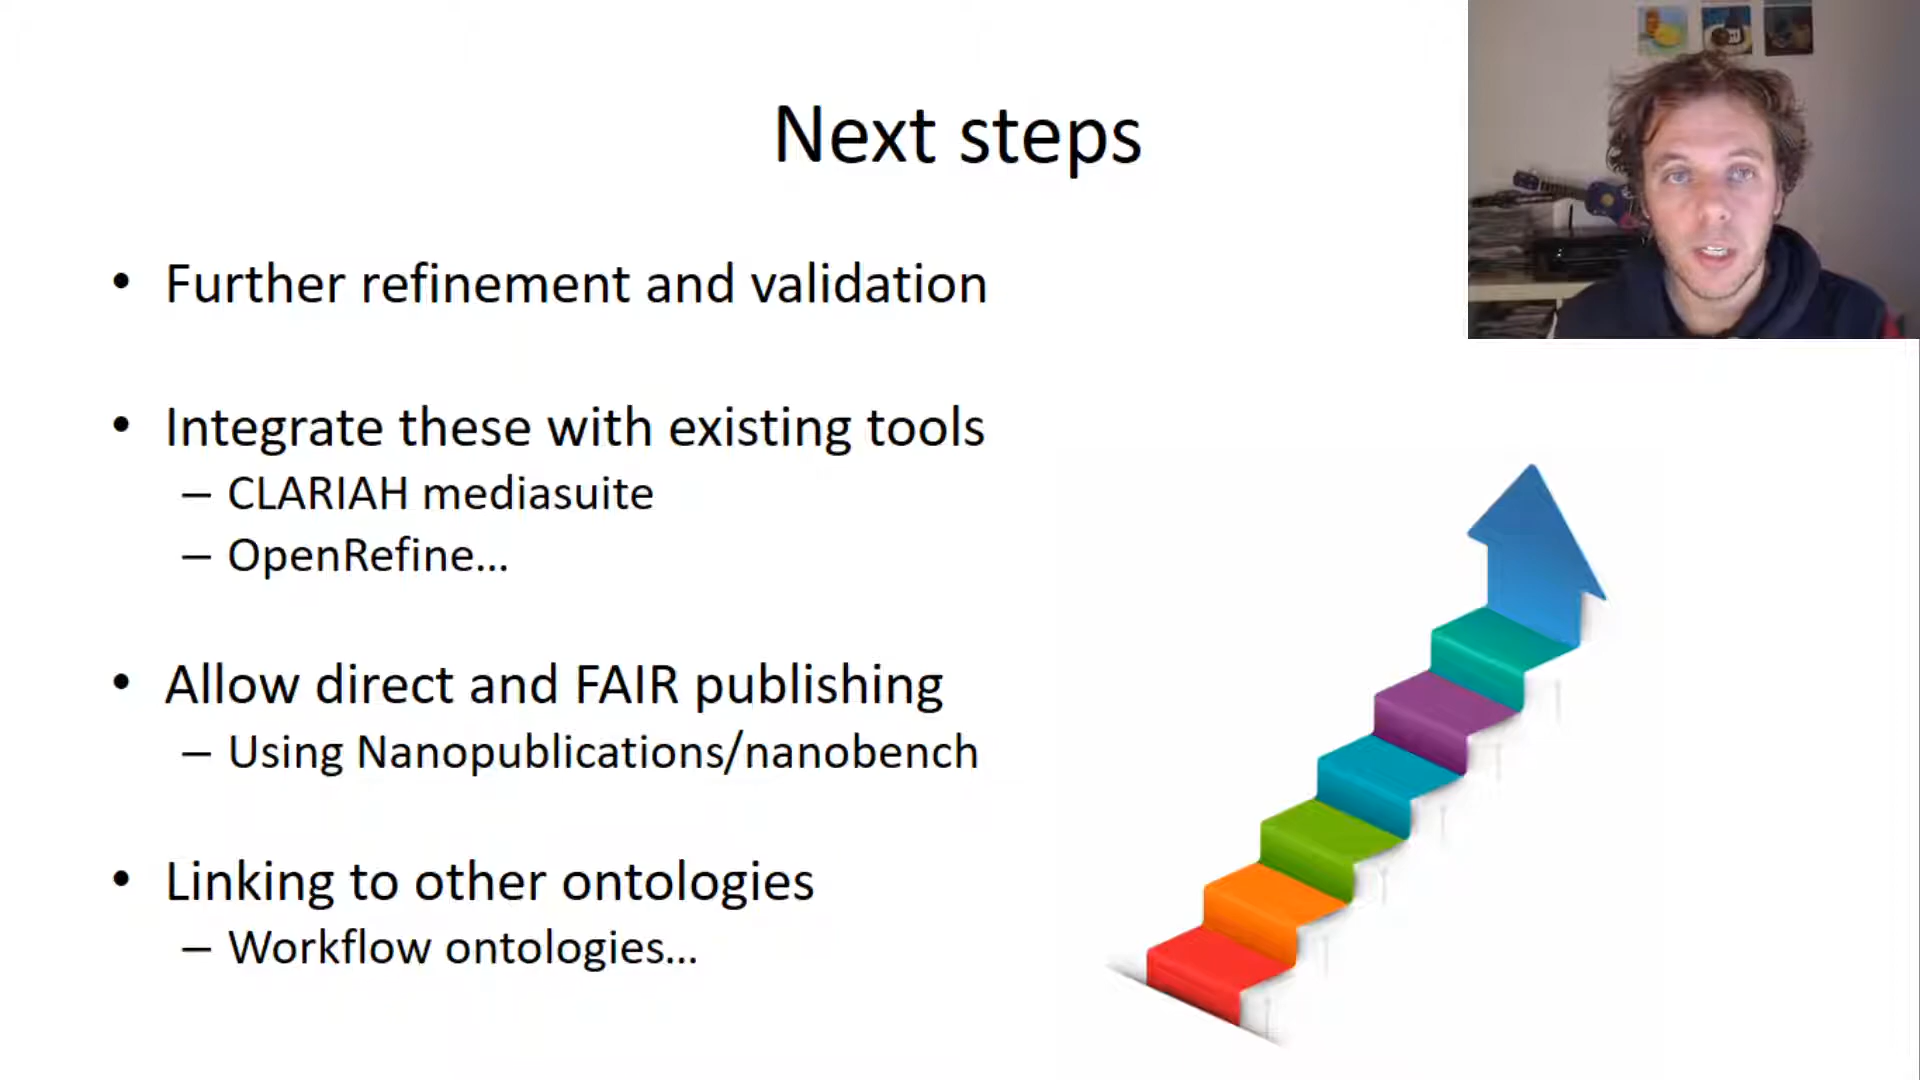 Next steps
• Further refinement and validation
• Integrate these with existing tools
– CLARIAH mediasuite
– OpenRefine...
• Allow direct and FAIR publishing
– Using Nanopublications/nanobench
• Linking to other ontologies
– Workflow ontologies...